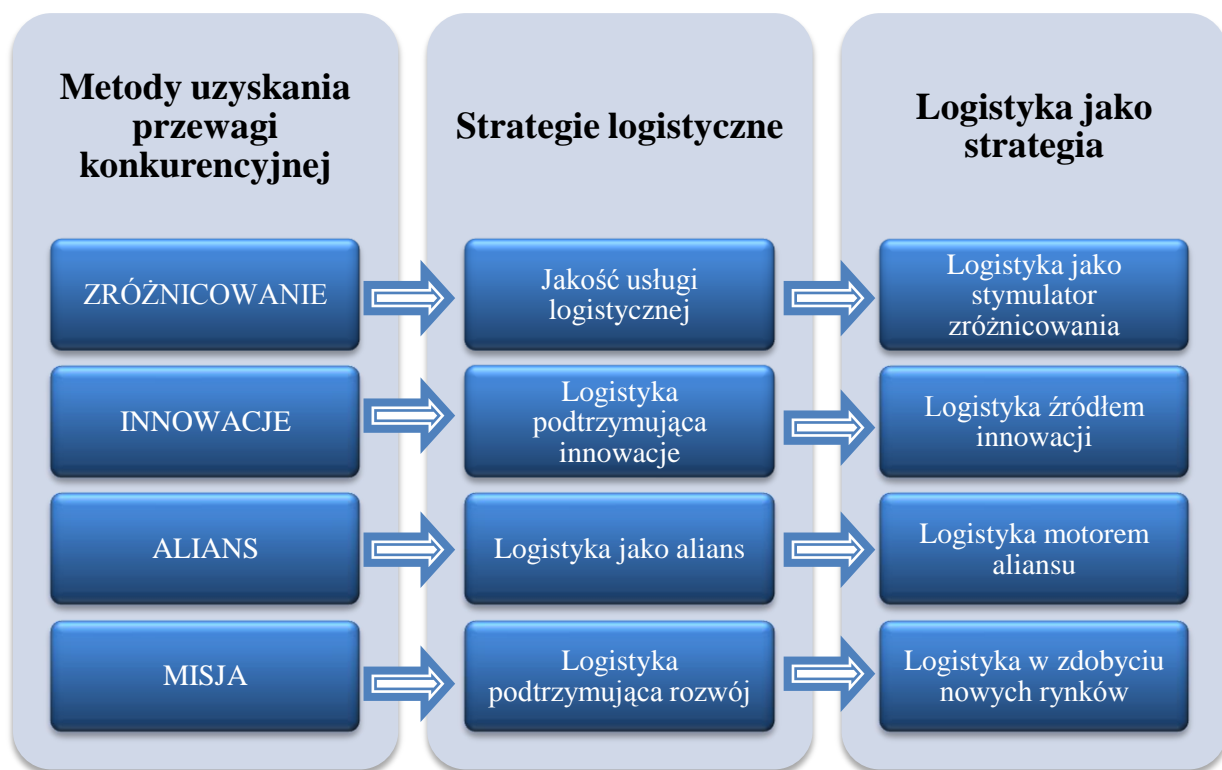 Metody uzyskania
przewagi
konkurencyjnej
ZRÓŻNICOWANIE
INNOWACJE
ALIANS
MISJA
Strategie logistyczne
Jakość usługi
logistycznej
Logistyka
podtrzymująca
innowacje
Logistyka jako alians
Logistyka
podtrzymująca rozwój
Logistyka jako
strategia
Logistyka jako
stymulator
zróżnicowania
Logistyka źródłem
innowacji
Logistyka motorem
aliansu
Logistyka w zdobyciu
nowych rynków